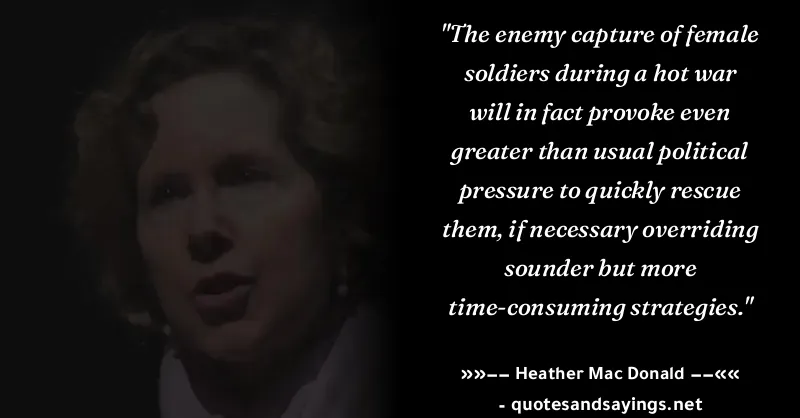 "The enemy capture of female
soldiers during a hot war
will in fact provoke even
greater than usual political
pressure to quickly rescue
them, if necessary overriding
sounder but more
time-consuming strategies."
»»–– Heather Mac Donald ––««
- quotesandsayings.net